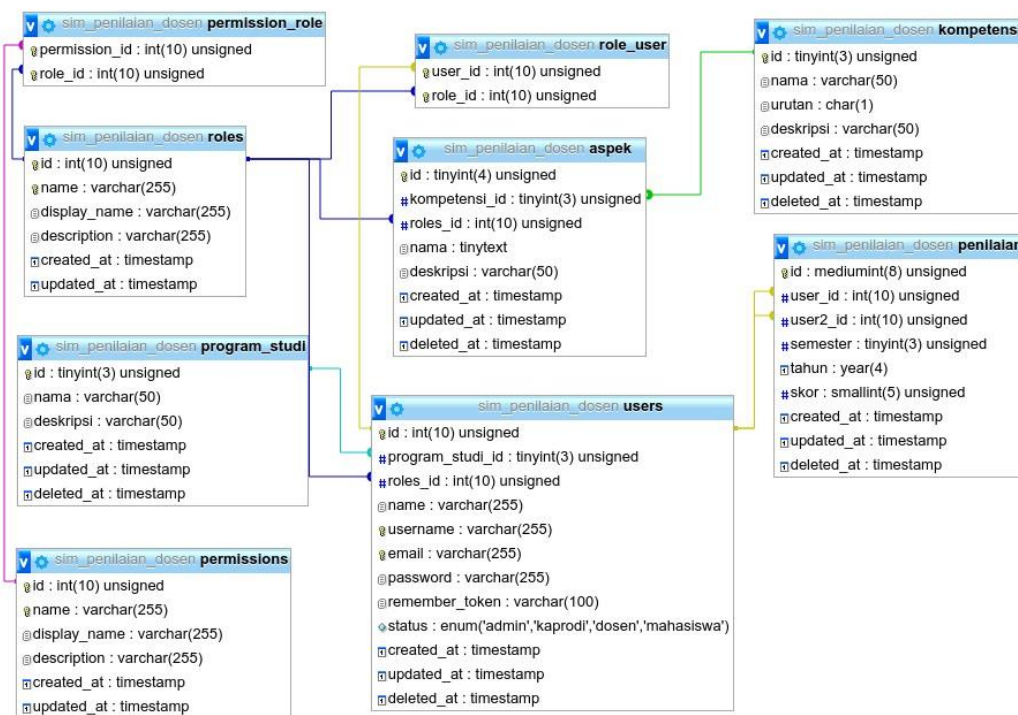 sim_penilaian_dosen permission_role
permission_id : int(10) unsigned
role_id : int(10) unsigned
sim_penilaian_dosen role_user
user_id : int(10) unsigned
role_id : int(10) unsigned
sim_penilaian_dosen kompetens
id : tinyint(3) unsigned
nama : varchar(50)
urutan : char(1)
deskripsi : varchar(50)
created_at : timestamp
updated_at : timestamp
deleted_at : timestamp
sim_penilaian_dosen roles
id : int(10) unsigned
name : varchar(255)
display_name : varchar(255)
description : varchar(255)
created_at : timestamp
updated_at : timestamp
sim_penilaian_dosen aspek
id : tinyint(4) unsigned
#kompetensi_id : tinyint(3) unsigned
#roles_id : int(10) unsigned
nama : tinytext
deskripsi : varchar(50)
created_at : timestamp
updated_at : timestamp
deleted_at : timestamp
sim_penilaian_dosen penilaian
id : mediumint(8) unsigned
#user_id : int(10) unsigned
#user2_id : int(10) unsigned
#semester : tinyint(3) unsigned
tahun : year(4)
#skor : smallint(5) unsigned
created_at : timestamp
updated_at : timestamp
deleted_at : timestamp
sim_penilaian_dosen program_studi
id : tinyint(3) unsigned
nama : varchar(50)
deskripsi : varchar(50)
created_at : timestamp
updated_at : timestamp
deleted_at : timestamp
sim_penilaian_dosen users
id : int(10) unsigned
#program_studi_id : tinyint(3) unsigned
#roles_id : int(10) unsigned
name : varchar(255)
username : varchar(255)
email : varchar(255)
password : varchar(255)
remember_token : varchar(100)
status : enum('admin','kaprodi','dosen','mahasiswa')
created_at : timestamp
updated_at : timestamp
deleted_at : timestamp
sim_penilaian_dosen permissions
id : int(10) unsigned
name : varchar(255)
display_name : varchar(255)
description : varchar(255)
created_at : timestamp
updated_at : timestamp